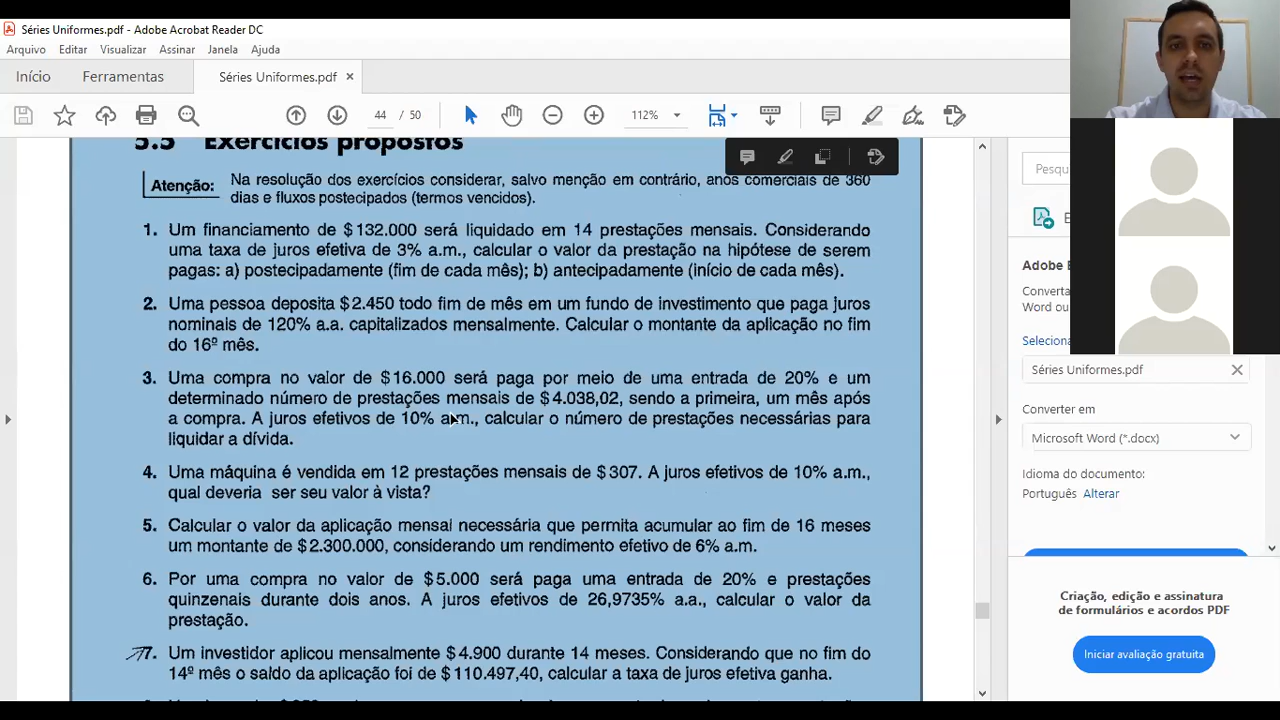 Séries Uniformes.pdf - Adobe Acrobat Reader DC
Arquivo Editar Visualizar Assinar Janela Ajuda
Início Ferramentas Séries Uniformes.pdf ×
44 / 50 112%
5.5 Exercícios propostos
Atenção: Na resolução dos exercícios considerar, salvo menção em contrário, anos comerciais de 360
dias e fluxos postecipados (termos vencidos).
1. Um financiamento de $132.000 será liquidado em 14 prestações mensais. Considerando
uma taxa de juros efetiva de 3% a.m., calcular o valor da prestação na hipótese de serem
pagas: a) postecipadamente (fim de cada mês); b) antecipadamente (início de cada mês).
2. Uma pessoa deposita $2.450 todo fim de mês em um fundo de investimento que paga juros
nominais de 120% a.a. capitalizados mensalmente. Calcular o montante da aplicação no fim
do 16º mês.
3. Uma compra no valor de $16.000 será paga por meio de uma entrada de 20% e um
determinado número de prestações mensais de $4.038,02, sendo a primeira, um mês após
a compra. A juros efetivos de 10% a.m., calcular o número de prestações necessárias para
liquidar a dívida.
4. Uma máquina é vendida em 12 prestações mensais de $307. A juros efetivos de 10% a.m.,
qual deveria ser seu valor à vista?
5. Calcular o valor da aplicação mensal necessária que permita acumular ao fim de 16 meses
um montante de $2.300.000, considerando um rendimento efetivo de 6% a.m.
6. Por uma compra no valor de $5.000 será paga uma entrada de 20% e prestações
quinzenais durante dois anos. A juros efetivos de 26,9735% a.a., calcular o valor da
prestação.
7. Um investidor aplicou mensalmente $4.900 durante 14 meses. Considerando que no fim do
14º mês o saldo da aplicação foi de $110.497,40, calcular a taxa de juros efetiva ganha.
Pesqu
Adobe
Converta
Word ou
Seleciona
Séries Uniformes.pdf
Converter em
Microsoft Word (*.docx)
Idioma do documento:
Português Alterar
Criação, edição e assinatura
de formulários e acordos PDF
Iniciar avaliação gratuita